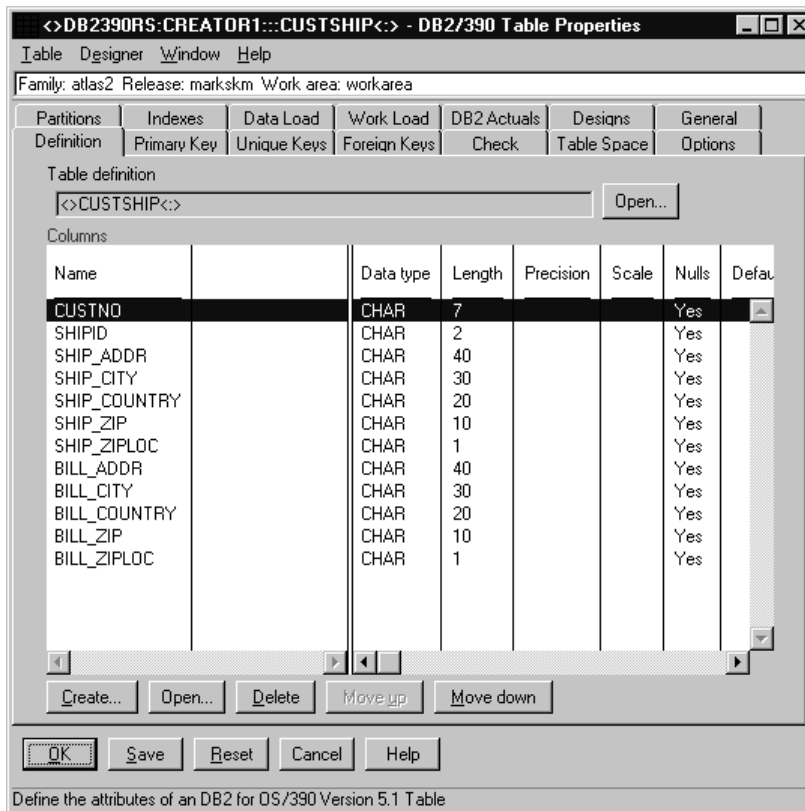 <>DB2390RS:CREATOR1:::CUSTSHIP<:> - DB2/390 Table Properties
Table Designer Window Help
Family: atlas2 Release: markskm Work area: workarea
Partitions Indexes Data Load Work Load DB2 Actuals Designs General
Definition Primary Key Unique Keys Foreign Keys Check Table Space Options
Table definition
<>CUSTSHIP<:> Open...
Columns
Name Data type Length Precision Scale Nulls Defau
CUSTNO CHAR 7 Yes
SHIPID CHAR 2 Yes
SHIP_ADDR CHAR 40 Yes
SHIP_CITY CHAR 30 Yes
SHIP_COUNTRY CHAR 20 Yes
SHIP_ZIP CHAR 10 Yes
SHIP_ZIPLOC CHAR 1 Yes
BILL_ADDR CHAR 40 Yes
BILL_CITY CHAR 30 Yes
BILL_COUNTRY CHAR 20 Yes
BILL_ZIP CHAR 10 Yes
BILL_ZIPLOC CHAR 1 Yes
Create... Open... Delete Move up Move down
OK Save Reset Cancel Help
Define the attributes of an DB2 for OS/390 Version 5.1 Table